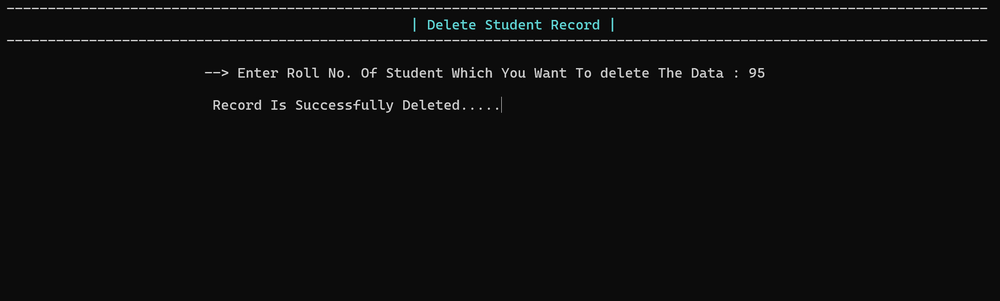 ------------------------------------------------------------------------------------------------------------------------
| Delete Student Record |
------------------------------------------------------------------------------------------------------------------------
--> Enter Roll No. Of Student Which You Want To delete The Data : 95
Record Is Successfully Deleted.....